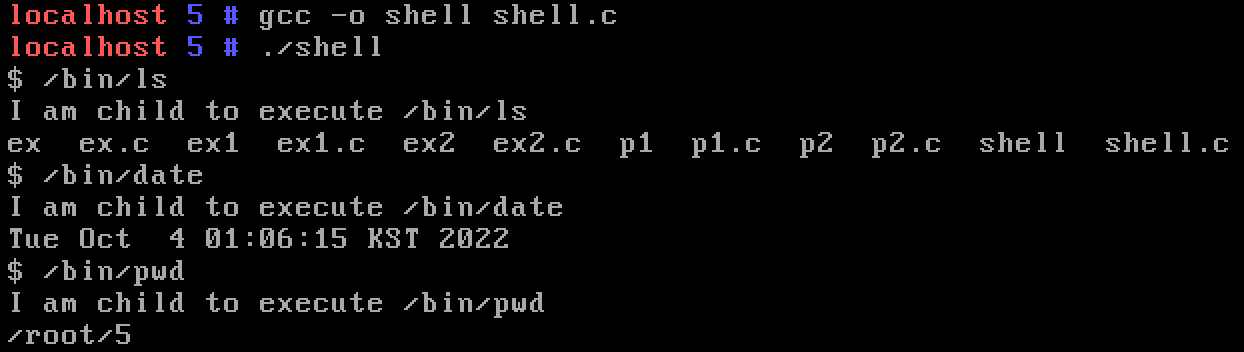 localhost 5 # gcc -o shell shell.c
localhost 5 # ./shell
$ /bin/ls
I am child to execute /bin/ls
ex  ex.c  ex1  ex1.c  ex2  ex2.c  p1  p1.c  p2  p2.c  shell  shell.c
$ /bin/date
I am child to execute /bin/date
Tue Oct  4 01:06:15 KST 2022
$ /bin/pwd
I am child to execute /bin/pwd
/root/5